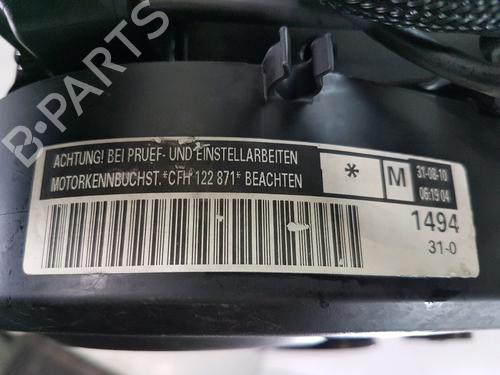 B-PARTS
ACHTUNG! BEI PRUEF- UND EINSTELLARBEITEN
MOTORKENNBUCHST. *CFH 122 871* BEACHTEN
*
M
31-08-10
06:19 04
1494
31-0